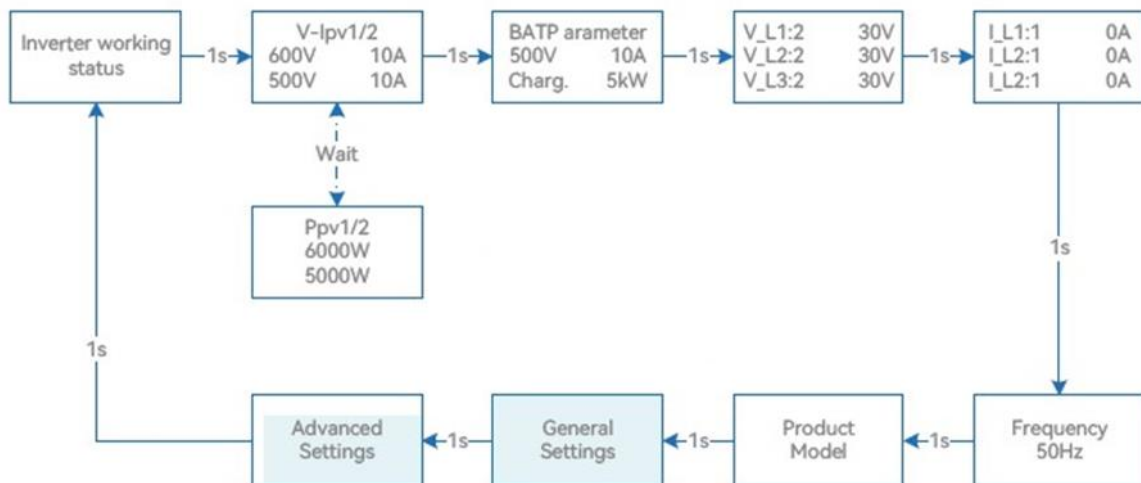 Inverter working
status
1s
V-Ipv1/2
600V 10A
500V 10A
1s
BATP arameter
500V 10A
Charg. 5kW
1s
V_L1:2 30V
V_L2:2 30V
V_L3:2 30V
1s
I_L1:1 0A
I_L2:1 0A
I_L2:1 0A
Wait
Ppv1/2
6000W
5000W
1s
1s
Advanced
Settings
1s
General
Settings
1s
Product
Model
1s
Frequency
50Hz